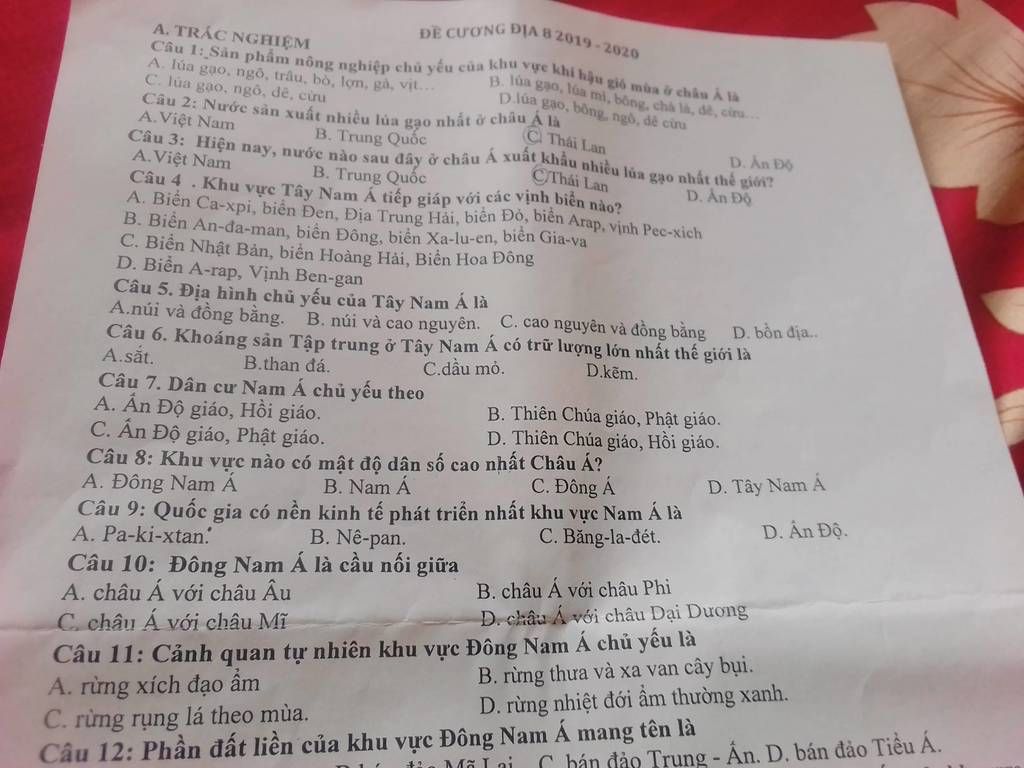 ĐỀ CƯƠNG ĐỊA 8 2019 - 2020
A. TRẮC NGHIỆM
Câu 1: Sản phẩm nông nghiệp chủ yếu của khu vực khí hậu gió mùa ở châu Á là
A. lúa gạo, ngô, trâu, bò, lợn, gà, vịt... B. lúa gạo, lúa mì, bông, chà là, dê, cừu...
C. lúa gạo, ngô, dê, cừu D.lúa gạo, bông, ngô, dê cừu
Câu 2: Nước sản xuất nhiều lúa gạo nhất ở châu Á là
A.Việt Nam B. Trung Quốc C. Thái Lan D. Ấn Độ
Câu 3: Hiện nay, nước nào sau đây ở châu Á xuất khẩu nhiều lúa gạo nhất thế giới?
A.Việt Nam B. Trung Quốc C.Thái Lan D. Ấn Độ
Câu 4 . Khu vực Tây Nam Á tiếp giáp với các vịnh biển nào?
A. Biển Ca-xpi, biển Đen, Địa Trung Hải, biển Đỏ, biển Arap, vịnh Pec-xich
B. Biển An-đa-man, biển Đông, biển Xa-lu-en, biển Gia-va
C. Biển Nhật Bản, biển Hoàng Hải, Biển Hoa Đông
D. Biển A-rap, Vịnh Ben-gan
Câu 5. Địa hình chủ yếu của Tây Nam Á là
A.núi và đồng bằng. B. núi và cao nguyên. C. cao nguyên và đồng bằng D. bồn địa..
Câu 6. Khoáng sản Tập trung ở Tây Nam Á có trữ lượng lớn nhất thế giới là
A.sắt. B.than đá. C.dầu mỏ. D.kẽm.
Câu 7. Dân cư Nam Á chủ yếu theo
A. Ấn Độ giáo, Hồi giáo. B. Thiên Chúa giáo, Phật giáo.
C. Ấn Độ giáo, Phật giáo. D. Thiên Chúa giáo, Hồi giáo.
Câu 8: Khu vực nào có mật độ dân số cao nhất Châu Á?
A. Đông Nam Á B. Nam Á C. Đông Á D. Tây Nam Á
Câu 9: Quốc gia có nền kinh tế phát triển nhất khu vực Nam Á là
A. Pa-ki-xtan. B. Nê-pan. C. Băng-la-đét. D. Ấn Độ.
Câu 10: Đông Nam Á là cầu nối giữa
A. châu Á với châu Âu B. châu Á với châu Phi
C. châu Á với châu Mĩ D. châu Á với châu Đại Dương
Câu 11: Cảnh quan tự nhiên khu vực Đông Nam Á chủ yếu là
A. rừng xích đạo ẩm B. rừng thưa và xa van cây bụi.
C. rừng rụng lá theo mùa. D. rừng nhiệt đới ẩm thường xanh.
Câu 12: Phần đất liền của khu vực Đông Nam Á mang tên là
Mã Lai C. bán đảo Trung - Ấn. D. bán đảo Tiểu Á.